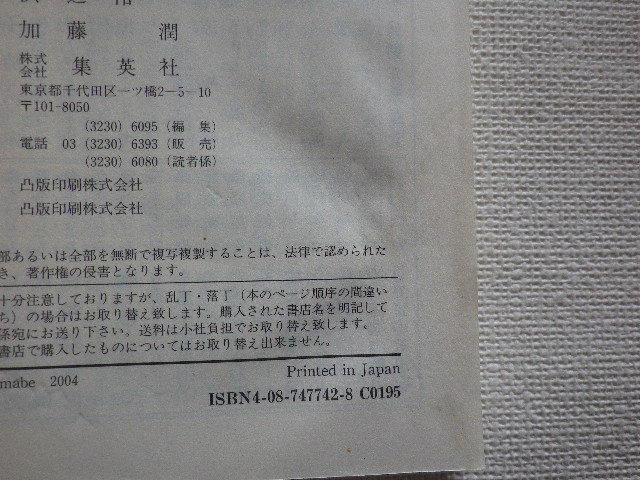 加藤 潤
株式会社 集英社
東京都千代田区一ツ橋2-5-10
〒101-8050
(3230) 6095 (編 集)
電話 03 (3230) 6393 (販 売)
(3230) 6080 (読者係)
凸版印刷株式会社
凸版印刷株式会社
部あるいは全部を無断で複写複製することは、法律で認められた
き、著作権の侵害となります。
十分注意しておりますが、乱丁・落丁(本のページ順序の間違い
ち)の場合はお取り替え致します。購入された書店名を明記して
係宛にお送り下さい。送料は小社負担でお取り替え致します。
書店で購入したものについてはお取り替え出来ません。
mabe 2004 Printed in Japan
ISBN4-08-747742-8 C0195